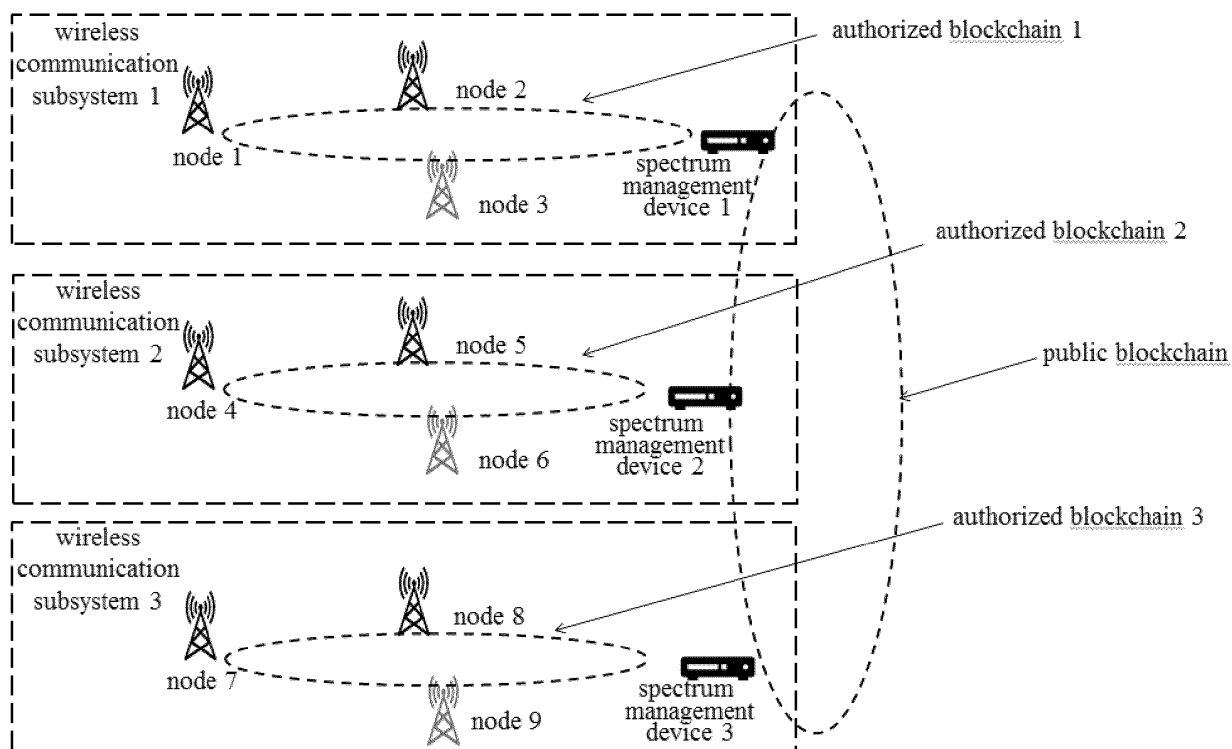 wireless
communication
subsystem 1
node 1
node 2
node 3
spectrum
management
device 1
authorized blockchain 1
authorized blockchain 2
wireless
communication
subsystem 2
node 4
node 5
node 6
spectrum
management
device 2
public blockchain
authorized blockchain 3
wireless
communication
subsystem 3
node 7
node 8
node 9
spectrum
management
device 3